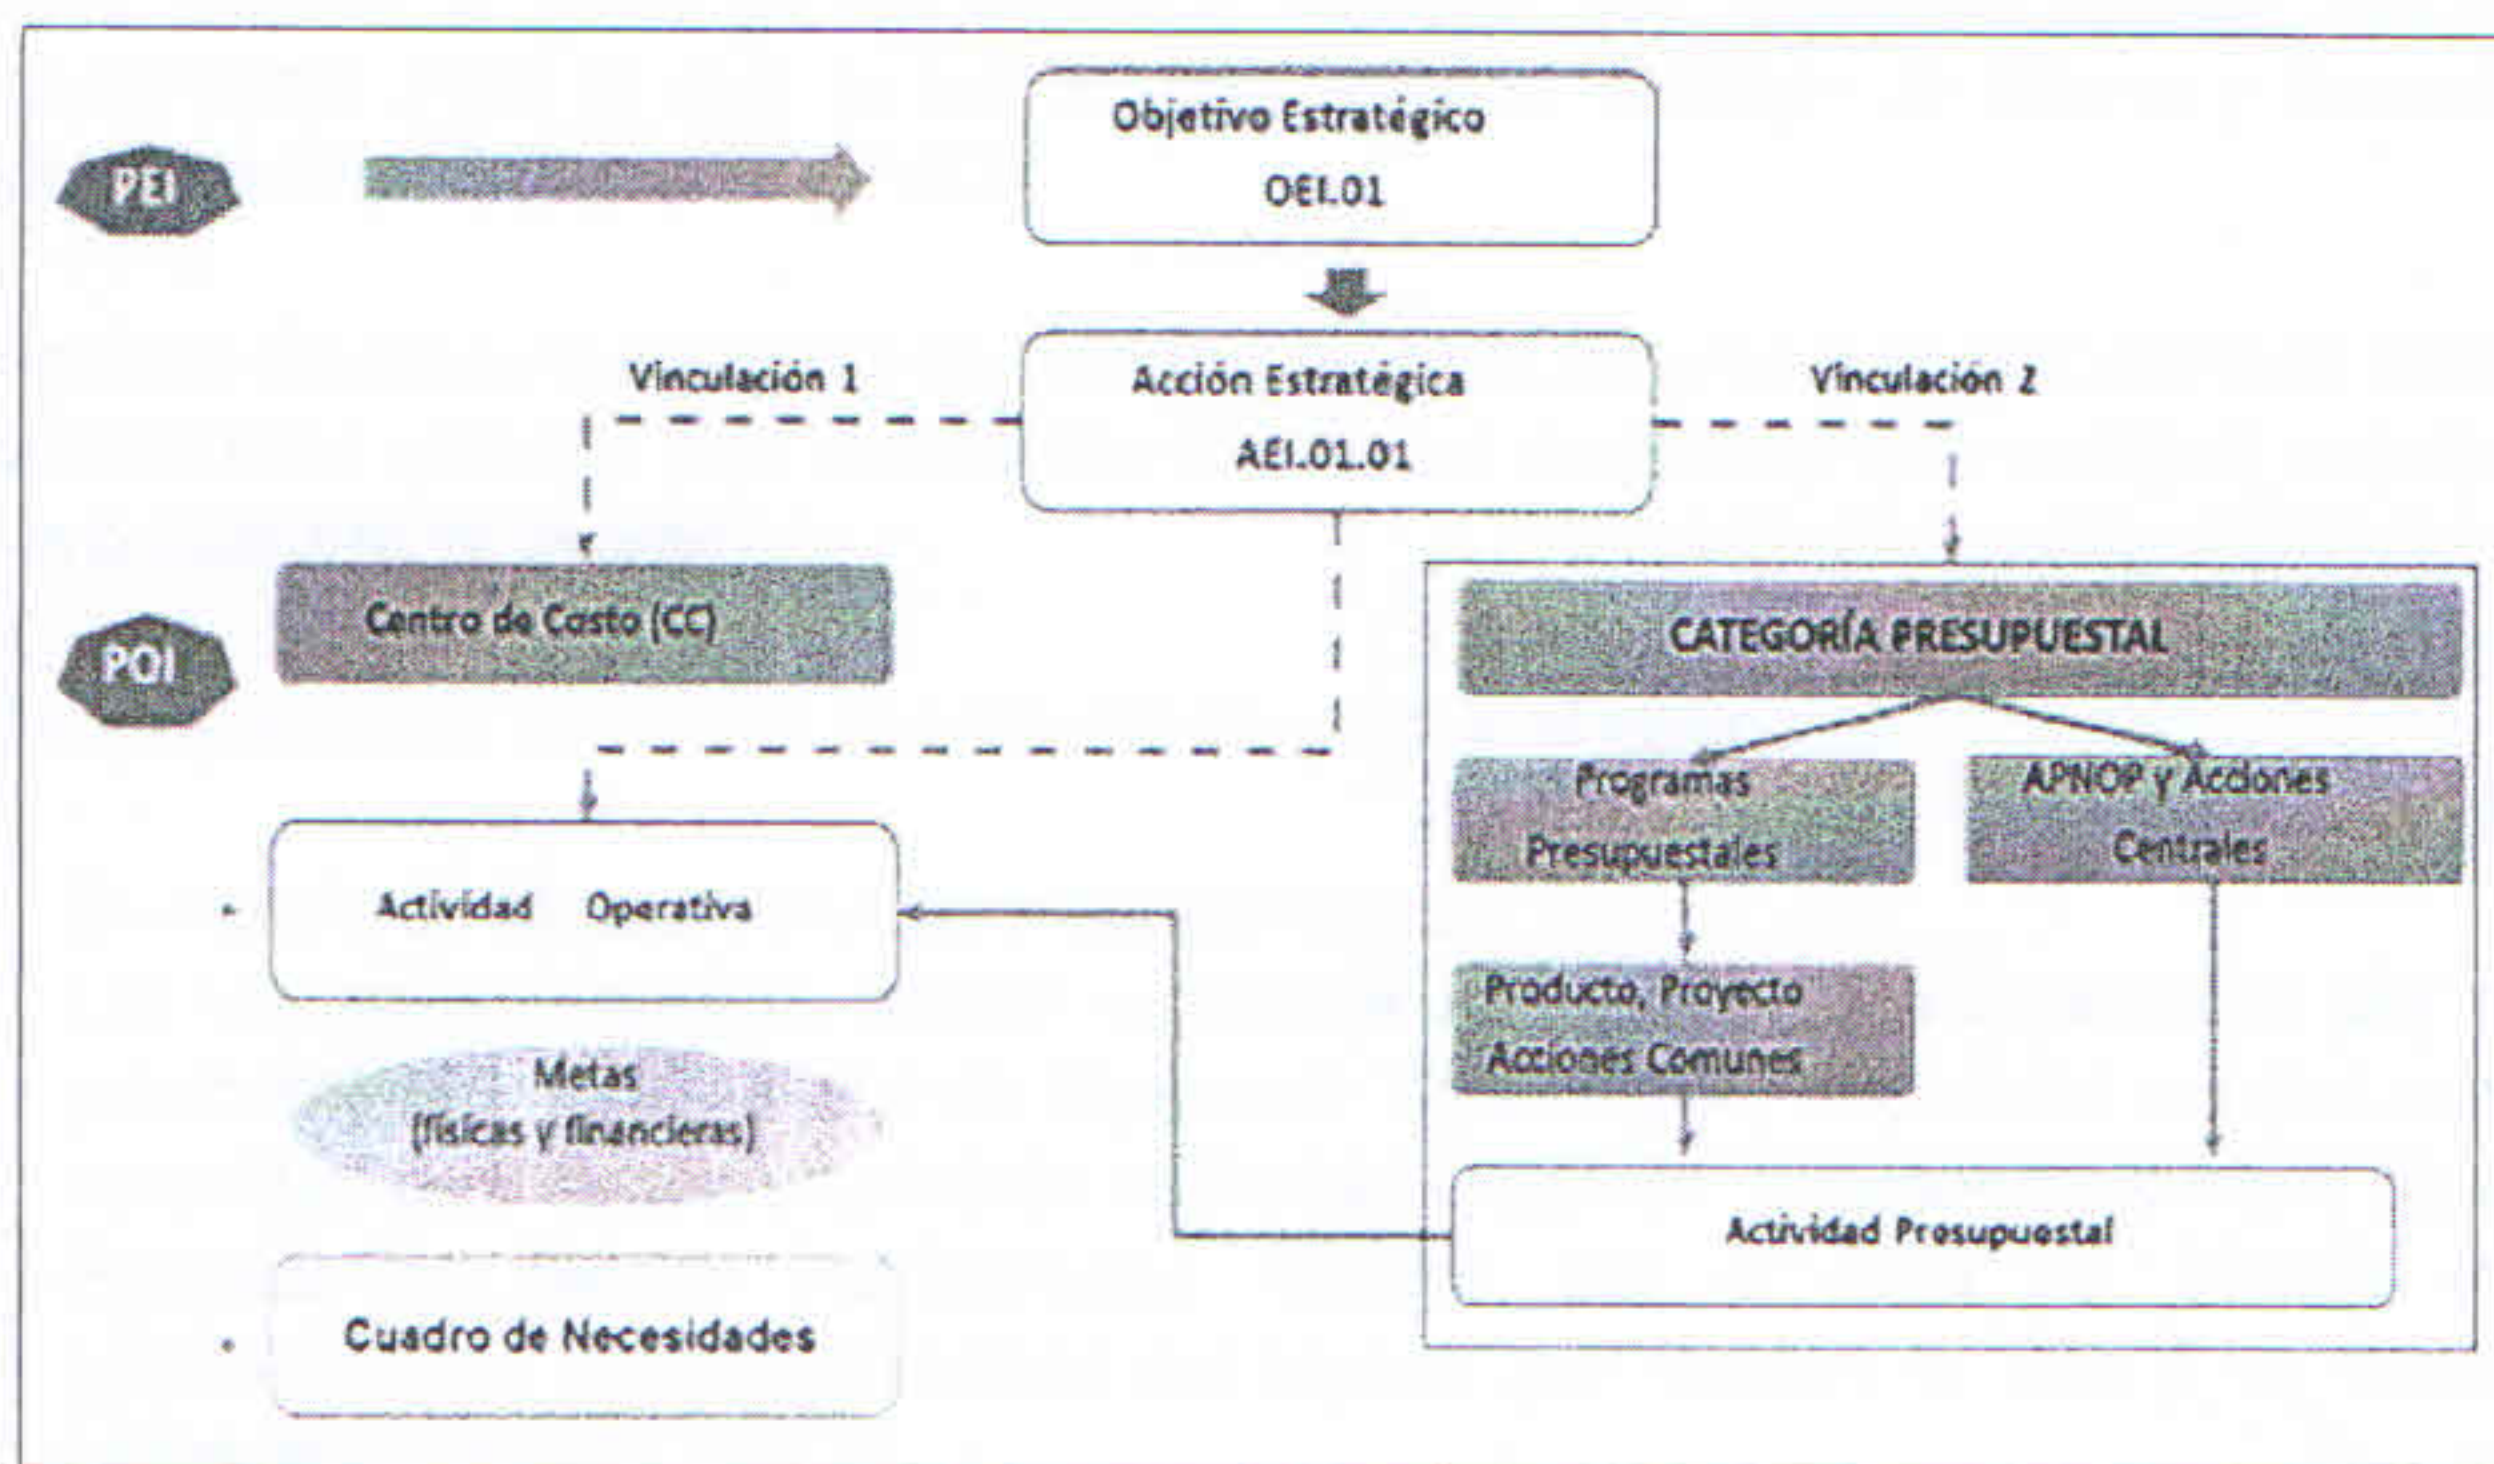 PEI
Objetivo Estratégico
OEI.01
Vinculación 1
Acción Estratégica
AEI.01.01
Vinculación 2
POI
Centro de Costo (CC)
CATEGORÍA PRESUPUESTAL
Programas
Presupuestales
APNOP y Acciones
Centrales
Actividad Operativa
Producto, Proyecto
Acciones Comunes
Metas
(físicas y financieras)
Actividad Presupuestal
Cuadro de Necesidades